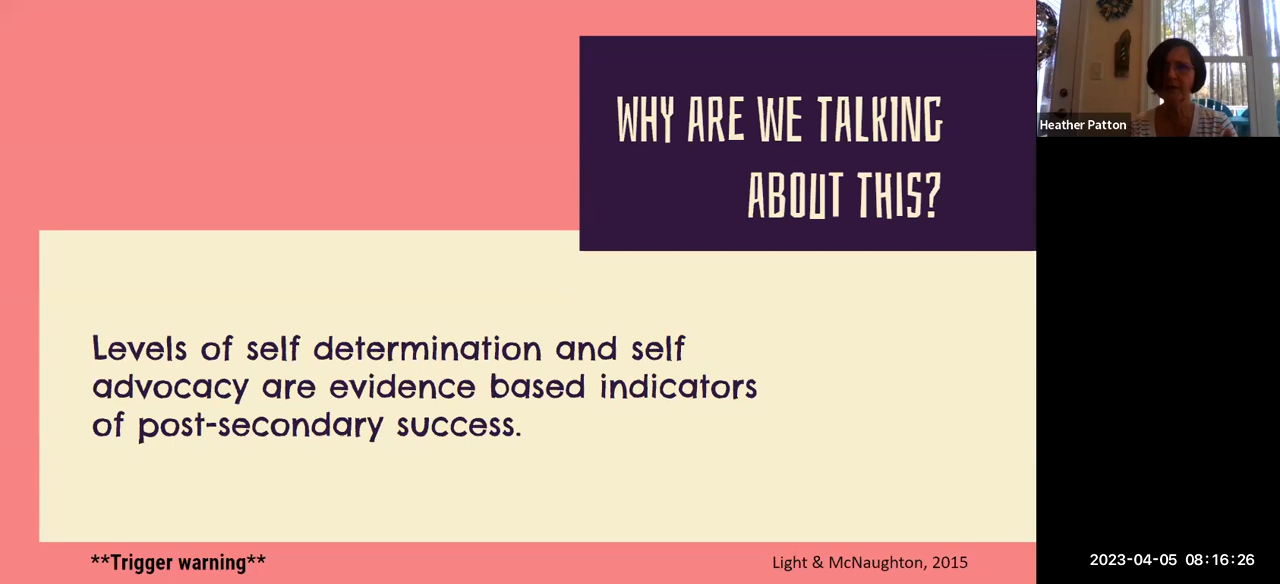 WHY ARE WE TALKING
ABOUT THIS?
Heather Patton
Levels of self determination and self
advocacy are evidence based indicators
of post-secondary success.
**Trigger warning**
Light & McNaughton, 2015
2023-04-05 08:16:26